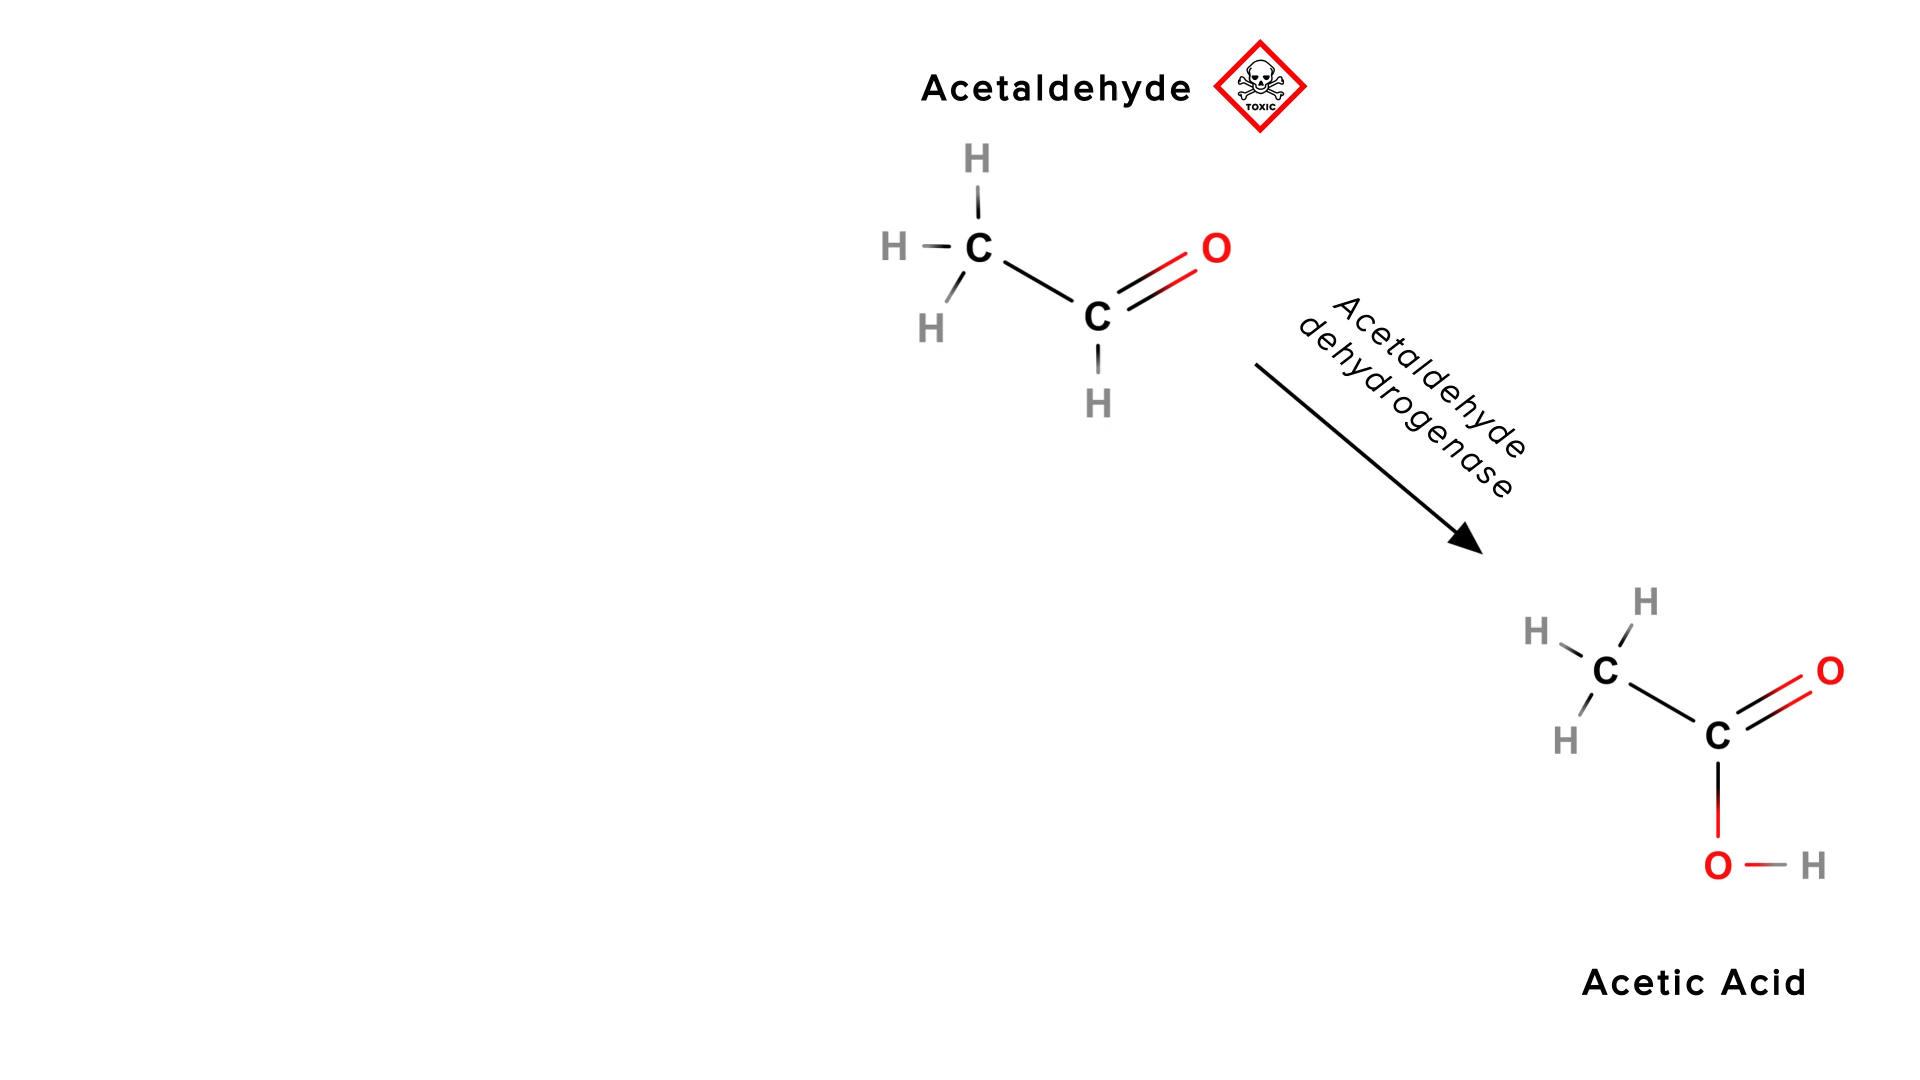 Acetaldehyde
TOXIC
H
H C O
H C
H
Acetaldehyde
dehydrogenase
H
H
C O
H C
O H
Acetic Acid